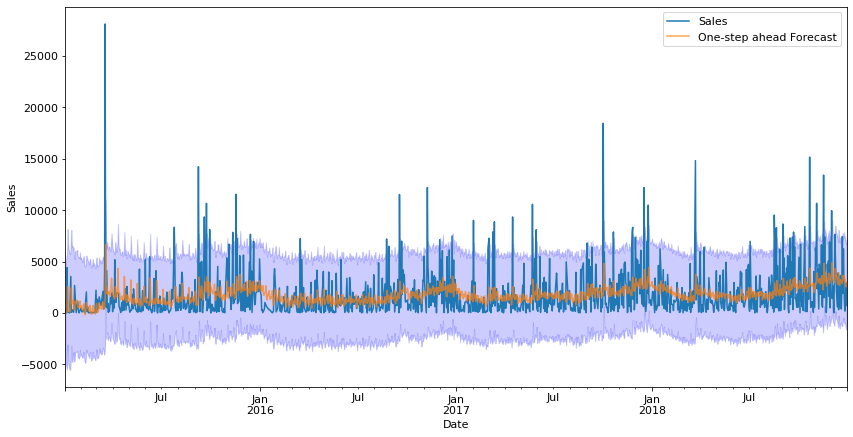 Sales
One-step ahead Forecast
25000
20000
15000
10000
5000
0
−5000
Sales
Jul
Jan
2016
Jul
Jan
2017
Jul
Jan
2018
Jul
Date